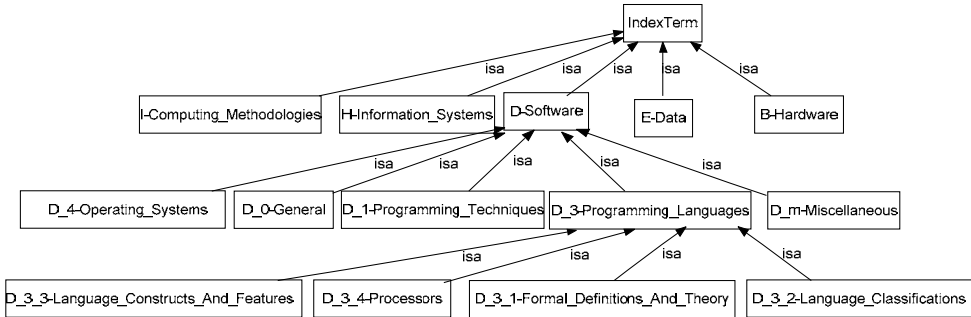 IndexTerm
isa
isa
isa
isa
isa
I-Computing_Methodologies
H-Information_Systems
D-Software
E-Data
B-Hardware
isa
isa
isa
isa
isa
D_4-Operating_Systems
D_0-General
D_1-Programming_Techniques
D_3-Programming_Languages
D_m-Miscellaneous
isa
isa
isa
isa
D_3_3-Language_Constructs_And_Features
D_3_4-Processors
D_3_1-Formal_Definitions_And_Theory
D_3_2-Language_Classifications